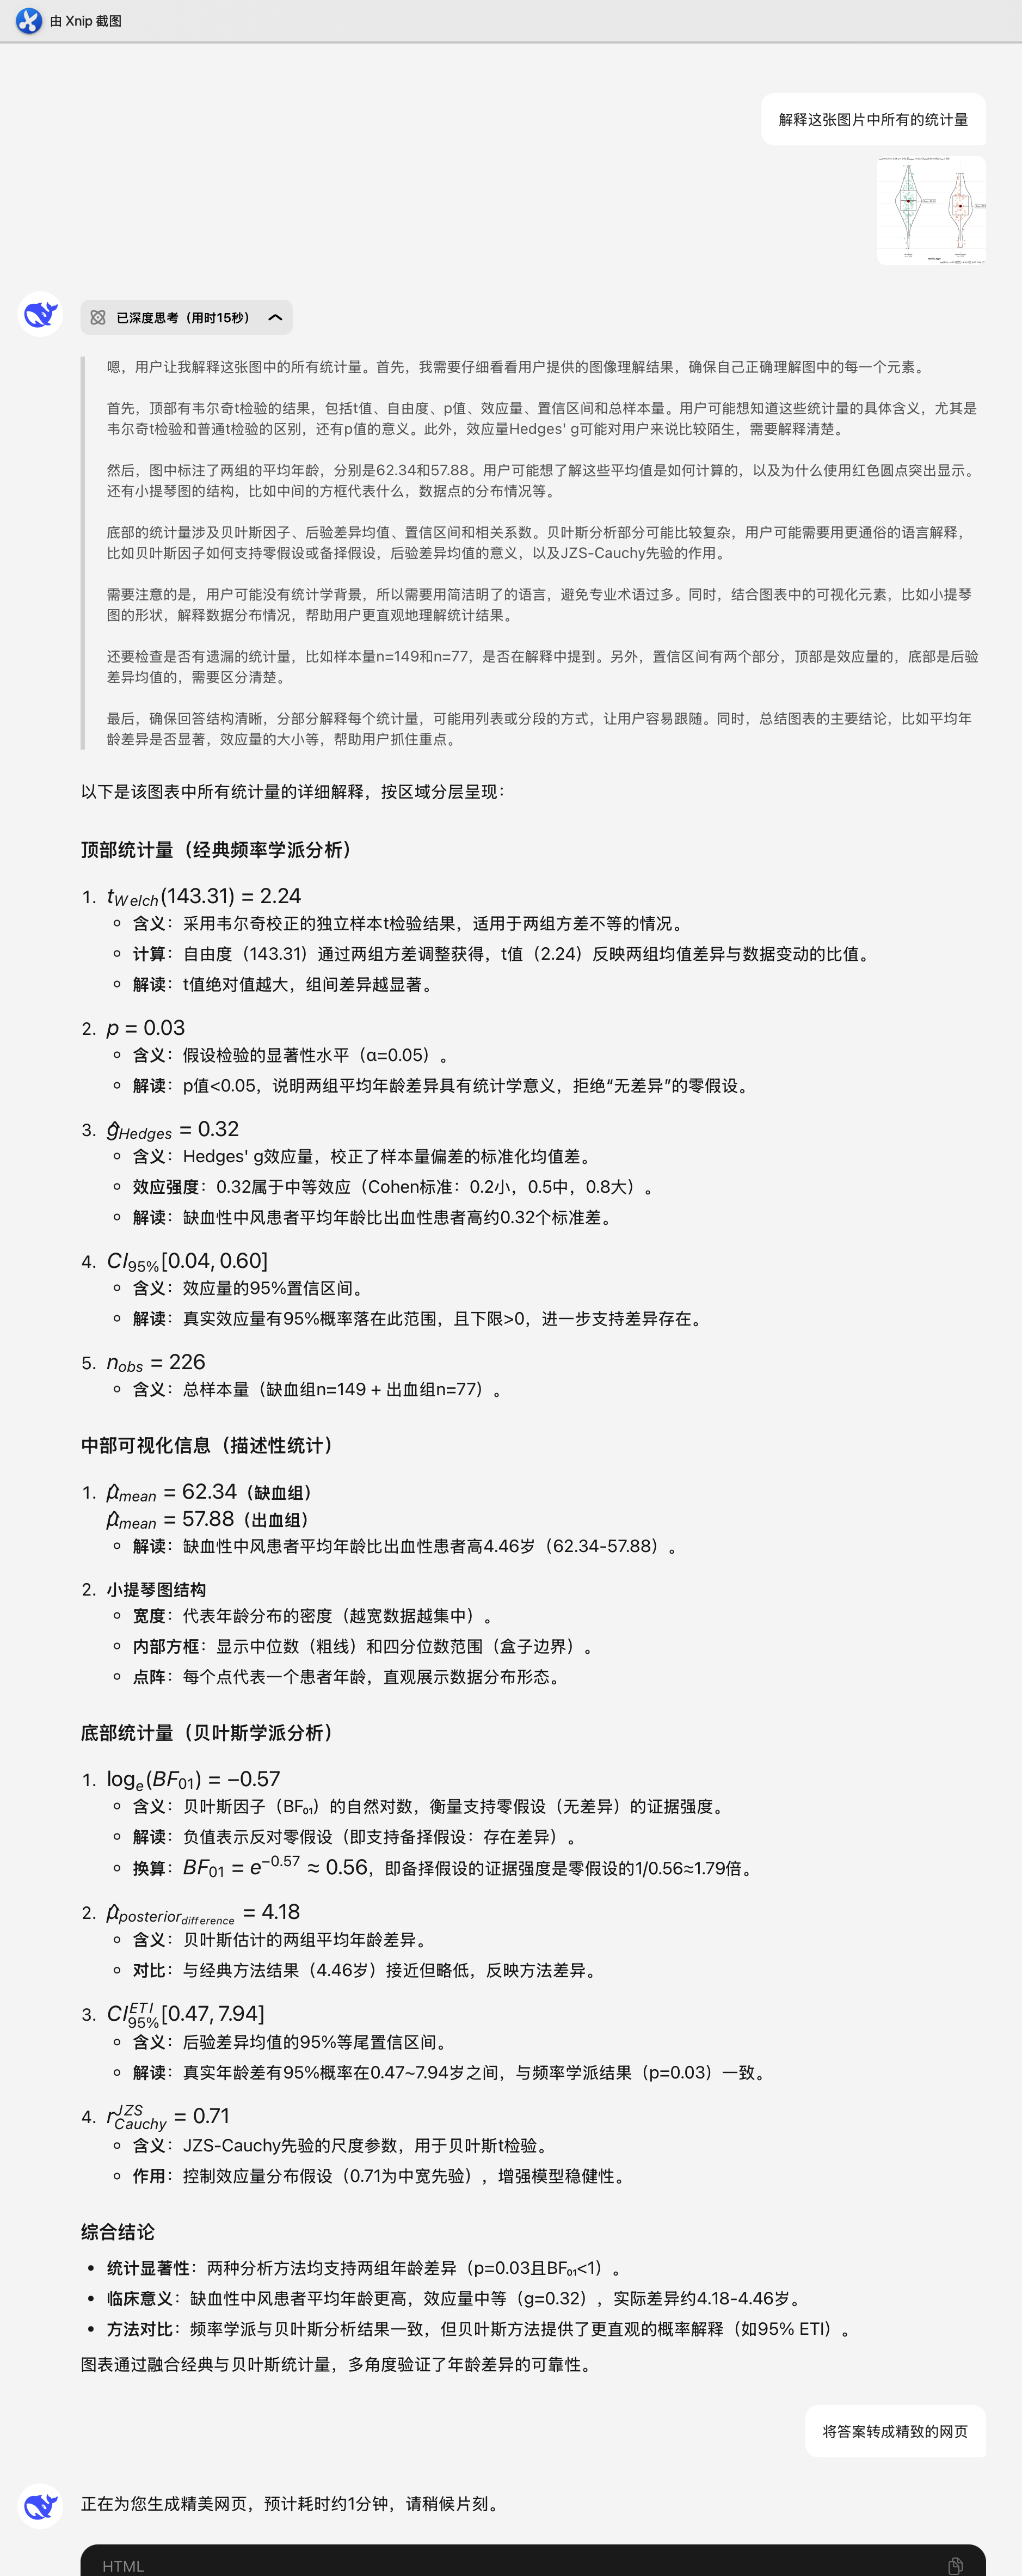 由 Xnip 截图
解释这张图片中所有的统计量
已深度思考（用时15秒）
嗯，用户让我解释这张图中的所有统计量。首先，我需要仔细看看用户提供的图像理解结果，确保自己正确理解图中的每一个元素。
首先，顶部有韦尔奇t检验的结果，包括t值、自由度、p值、效应量、置信区间和总样本量。用户可能想知道这些统计量的具体含义，尤其是
韦尔奇t检验和普通t检验的区别，还有p值的意义。此外，效应量Hedges' g可能对用户来说比较陌生，需要解释清楚。
然后，图中标注了两组的平均年龄，分别是62.34和57.88。用户可能想了解这些平均值是如何计算的，以及为什么使用红色圆点突出显示。
还有小提琴图的结构，比如中间的方框代表什么，数据点的分布情况等。
底部的统计量涉及贝叶斯因子、后验差异均值、置信区间和相关系数。贝叶斯分析部分可能比较复杂，用户可能需要用更通俗的语言解释，
比如贝叶斯因子如何支持零假设或备择假设，后验差异均值的意义，以及JZS-Cauchy先验的作用。
需要注意的是，用户可能没有统计学背景，所以需要用简洁明了的语言，避免专业术语过多。同时，结合图表中的可视化元素，比如小提琴
图的形状，解释数据分布情况，帮助用户更直观地理解统计结果。
还要检查是否有遗漏的统计量，比如样本量n=149和n=77，是否在解释中提到。另外，置信区间有两个部分，顶部是效应量的，底部是后验
差异均值的，需要区分清楚。
最后，确保回答结构清晰，分部分解释每个统计量，可能用列表或分段的方式，让用户容易跟随。同时，总结图表的主要结论，比如平均年
龄差异是否显著，效应量的大小等，帮助用户抓住重点。
以下是该图表中所有统计量的详细解释，按区域分层呈现：
顶部统计量（经典频率学派分析）
1. t_Welch(143.31) = 2.24
含义：采用韦尔奇校正的独立样本t检验结果，适用于两组方差不等的情况。
计算：自由度（143.31）通过两组方差调整获得，t值（2.24）反映两组均值差异与数据变动的比值。
解读：t值绝对值越大，组间差异越显著。
2. p = 0.03
含义：假设检验的显著性水平（α=0.05）。
解读：p值<0.05，说明两组平均年龄差异具有统计学意义，拒绝“无差异”的零假设。
3. ĝ_Hedges = 0.32
含义：Hedges' g效应量，校正了样本量偏差的标准化均值差。
效应强度：0.32属于中等效应（Cohen标准：0.2小，0.5中，0.8大）。
解读：缺血性中风患者平均年龄比出血性患者高约0.32个标准差。
4. CI_95%[0.04, 0.60]
含义：效应量的95%置信区间。
解读：真实效应量有95%概率落在此范围，且下限>0，进一步支持差异存在。
5. n_obs = 226
含义：总样本量（缺血组n=149 + 出血组n=77）。
中部可视化信息（描述性统计）
1. μ̂_mean = 62.34（缺血组）
μ̂_mean = 57.88（出血组）
解读：缺血性中风患者平均年龄比出血性患者高4.46岁（62.34-57.88）。
2. 小提琴图结构
宽度：代表年龄分布的密度（越宽数据越集中）。
内部方框：显示中位数（粗线）和四分位数范围（盒子边界）。
点阵：每个点代表一个患者年龄，直观展示数据分布形态。
底部统计量（贝叶斯学派分析）
1. log_e(BF_01) = −0.57
含义：贝叶斯因子（BF₀₁）的自然对数，衡量支持零假设（无差异）的证据强度。
解读：负值表示反对零假设（即支持备择假设：存在差异）。
换算：BF_01 = e^−0.57 ≈ 0.56，即备择假设的证据强度是零假设的1/0.56≈1.79倍。
2. μ̂_posterior_difference = 4.18
含义：贝叶斯估计的两组平均年龄差异。
对比：与经典方法结果（4.46岁）接近但略低，反映方法差异。
3. CI_95%^ETI[0.47, 7.94]
含义：后验差异均值的95%等尾置信区间。
解读：真实年龄差有95%概率在0.47~7.94岁之间，与频率学派结果（p=0.03）一致。
4. r_Cauchy^JZS = 0.71
含义：JZS-Cauchy先验的尺度参数，用于贝叶斯t检验。
作用：控制效应量分布假设（0.71为中宽先验），增强模型稳健性。
综合结论
统计显著性：两种分析方法均支持两组年龄差异（p=0.03且BF₀₁<1）。
临床意义：缺血性中风患者平均年龄更高，效应量中等（g=0.32），实际差异约4.18-4.46岁。
方法对比：频率学派与贝叶斯分析结果一致，但贝叶斯方法提供了更直观的概率解释（如95% ETI）。
图表通过融合经典与贝叶斯统计量，多角度验证了年龄差异的可靠性。
将答案转成精致的网页
正在为您生成精美网页，预计耗时约1分钟，请稍候片刻。
HTML